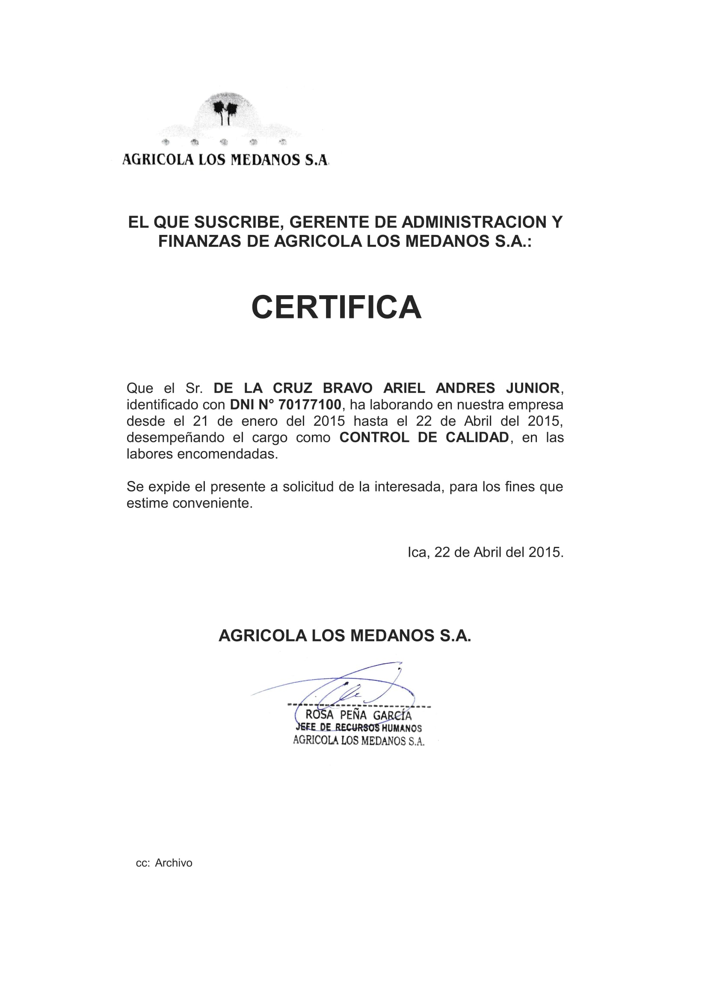 AGRICOLA LOS MEDANOS S.A.
EL QUE SUSCRIBE, GERENTE DE ADMINISTRACION Y
FINANZAS DE AGRICOLA LOS MEDANOS S.A.:
CERTIFICA
Que el Sr. DE LA CRUZ BRAVO ARIEL ANDRES JUNIOR,
identificado con DNI N° 70177100, ha laborando en nuestra empresa
desde el 21 de enero del 2015 hasta el 22 de Abril del 2015,
desempeñando el cargo como CONTROL DE CALIDAD, en las
labores encomendadas.
Se expide el presente a solicitud de la interesada, para los fines que
estime conveniente.
Ica, 22 de Abril del 2015.
AGRICOLA LOS MEDANOS S.A.
ROSA PEÑA GARCÍA
JEFE DE RECURSOS HUMANOS
AGRICOLA LOS MEDANOS S.A.
cc: Archivo